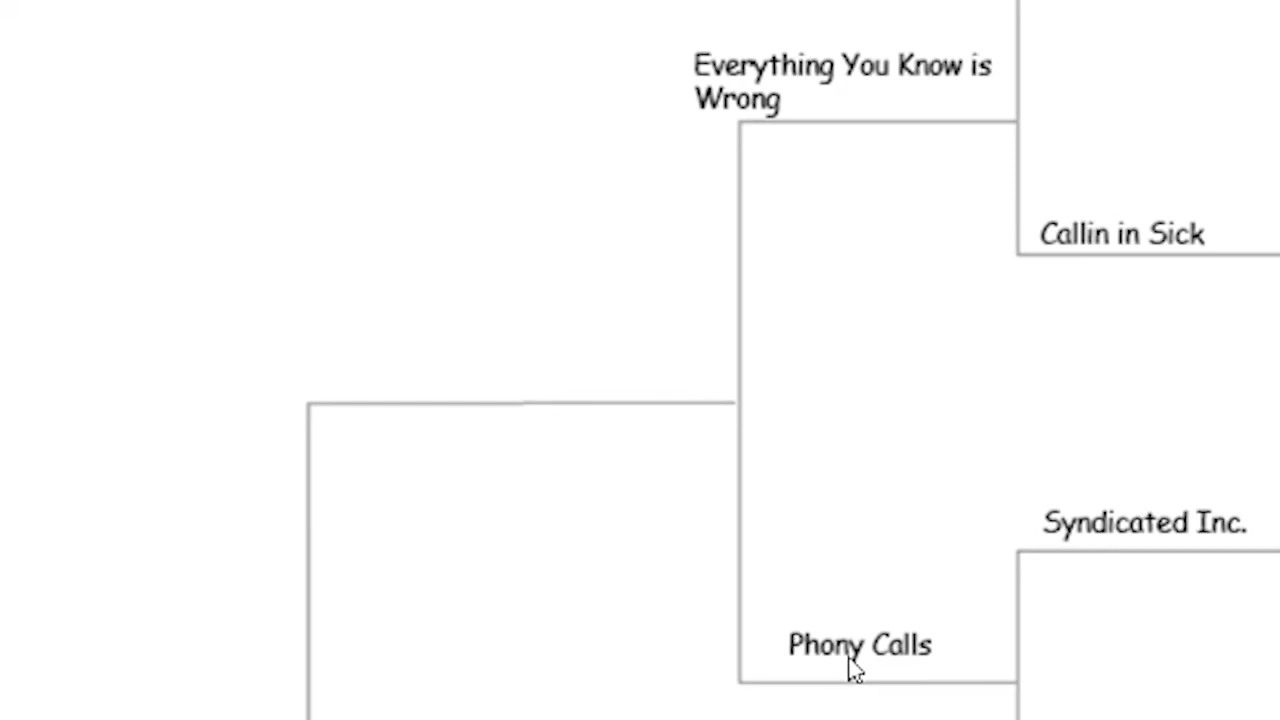 Everything You Know is
Wrong
Callin in Sick
Syndicated Inc.
Phony Calls